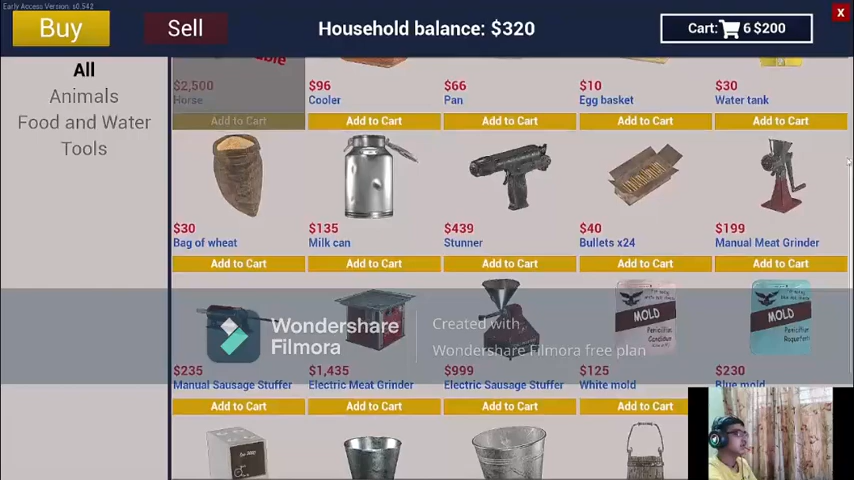 Early Access Version: s0.542
Buy
Sell
Household balance: $320
Cart: 6 $200
X
All
Animals
Food and Water
Tools
$2,500
Horse
Add to Cart
$96
Cooler
Add to Cart
$66
Pan
Add to Cart
$10
Egg basket
Add to Cart
$30
Water tank
Add to Cart
$30
Bag of wheat
Add to Cart
$135
Milk can
Add to Cart
$439
Stunner
Add to Cart
$40
Bullets x24
Add to Cart
$199
Manual Meat Grinder
Add to Cart
MOLD
Penicillium
MOLD
Penicillium
Roqueforti
Wondershare
Filmora
Created with
Wondershare Filmora free plan
$235
Manual Sausage Stuffer
Add to Cart
$1,435
Electric Meat Grinder
Add to Cart
$999
Electric Sausage Stuffer
Add to Cart
$125
White mold
Add to Cart
$230
Blue mold